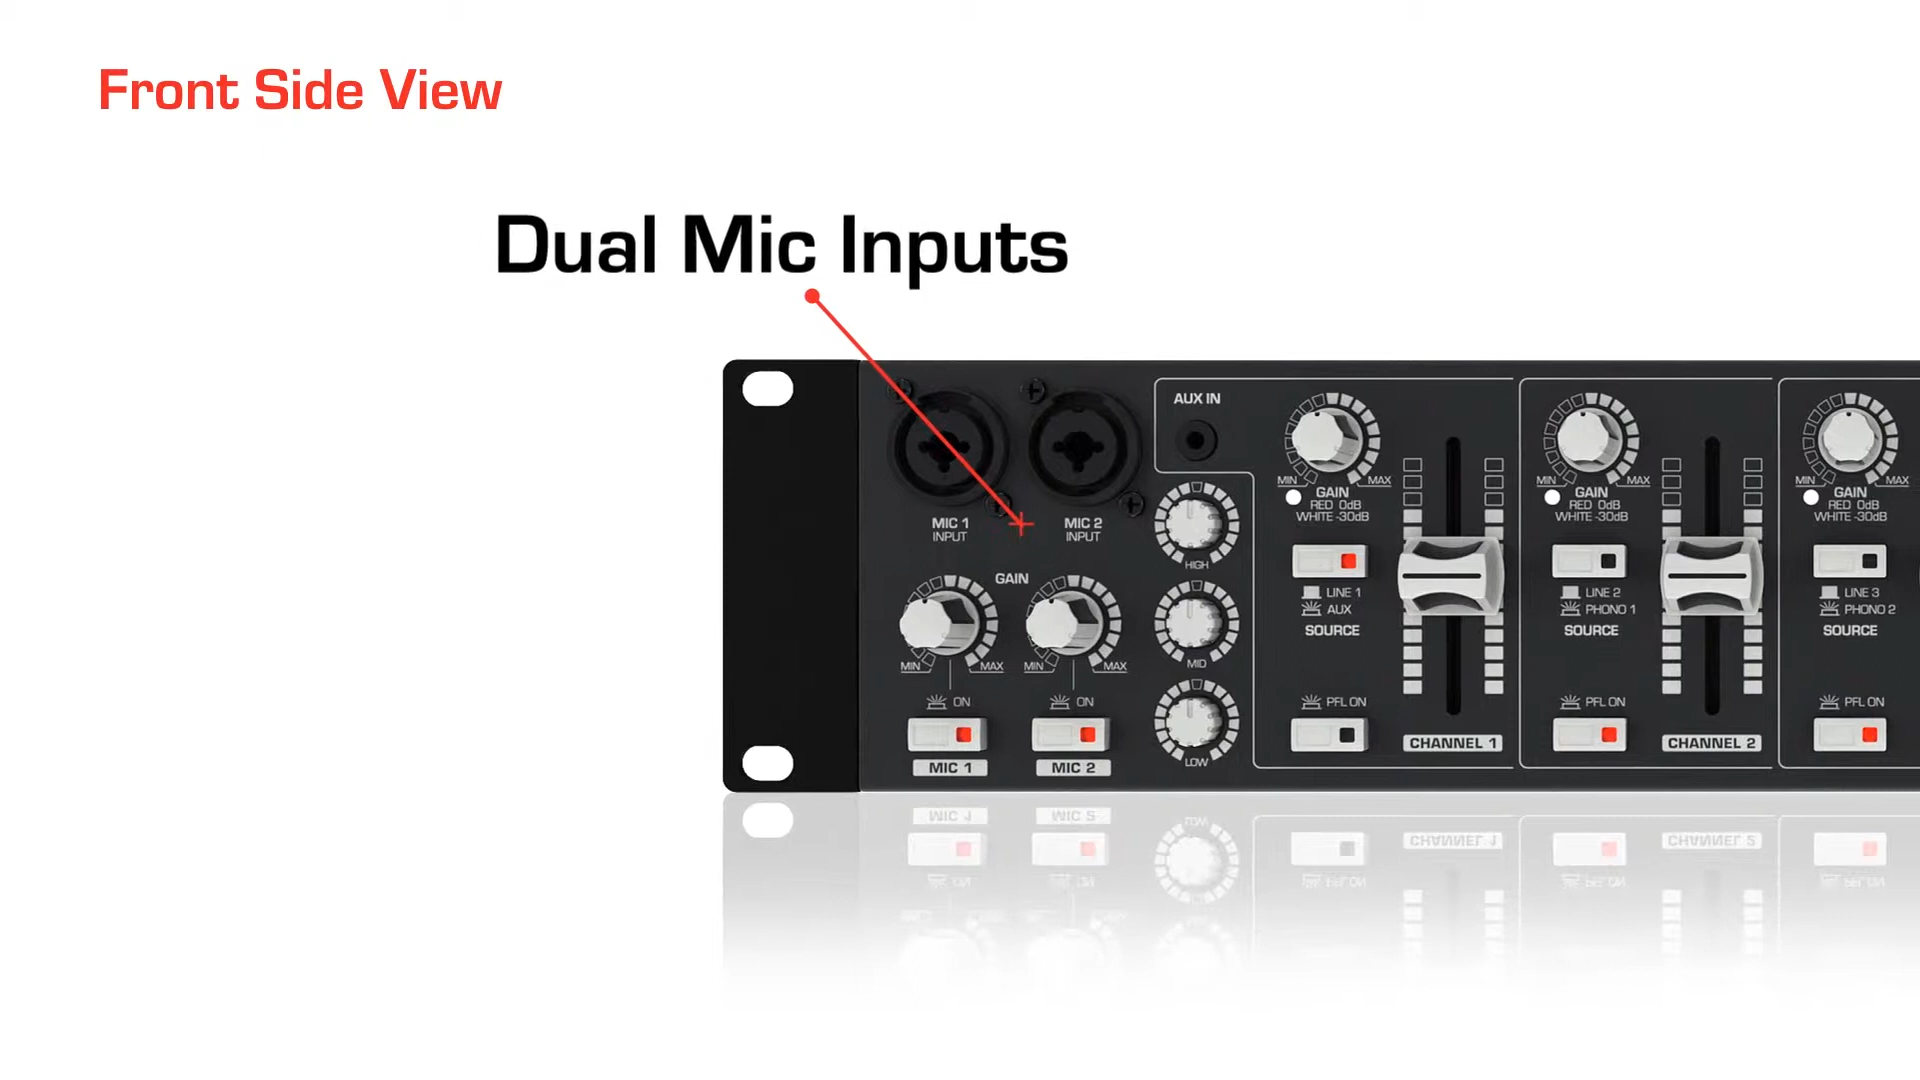 Front Side View
Dual Mic Inputs
AUX IN
MIN MAX
GAIN
RED 0dB
WHITE -30dB
MIN MAX
GAIN
RED 0dB
WHITE -30dB
MIN MAX
GAIN
RED 0dB
WHITE -30dB
MIC 1
INPUT
MIC 2
INPUT
HIGH
GAIN
MIN MAX
MIN MAX
MID
ON
ON
LOW
MIC 1
MIC 2
LINE 1
AUX
SOURCE
PFL ON
CHANNEL 1
LINE 2
PHONO 1
SOURCE
PFL ON
CHANNEL 2
LINE 3
PHONO 2
SOURCE
PFL ON